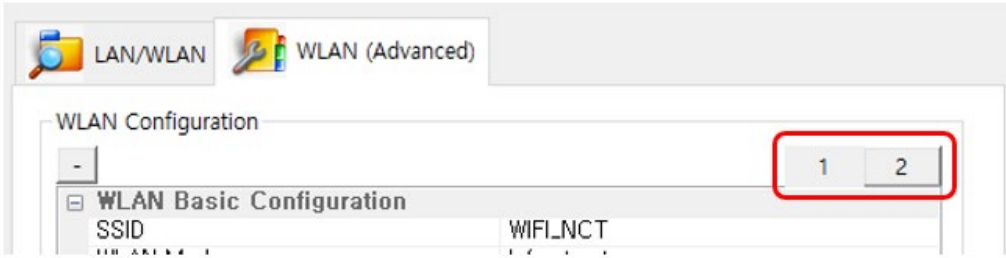 LAN/WLAN
WLAN (Advanced)
WLAN Configuration
- 1 2
WLAN Basic Configuration
SSID WIFI_NCT